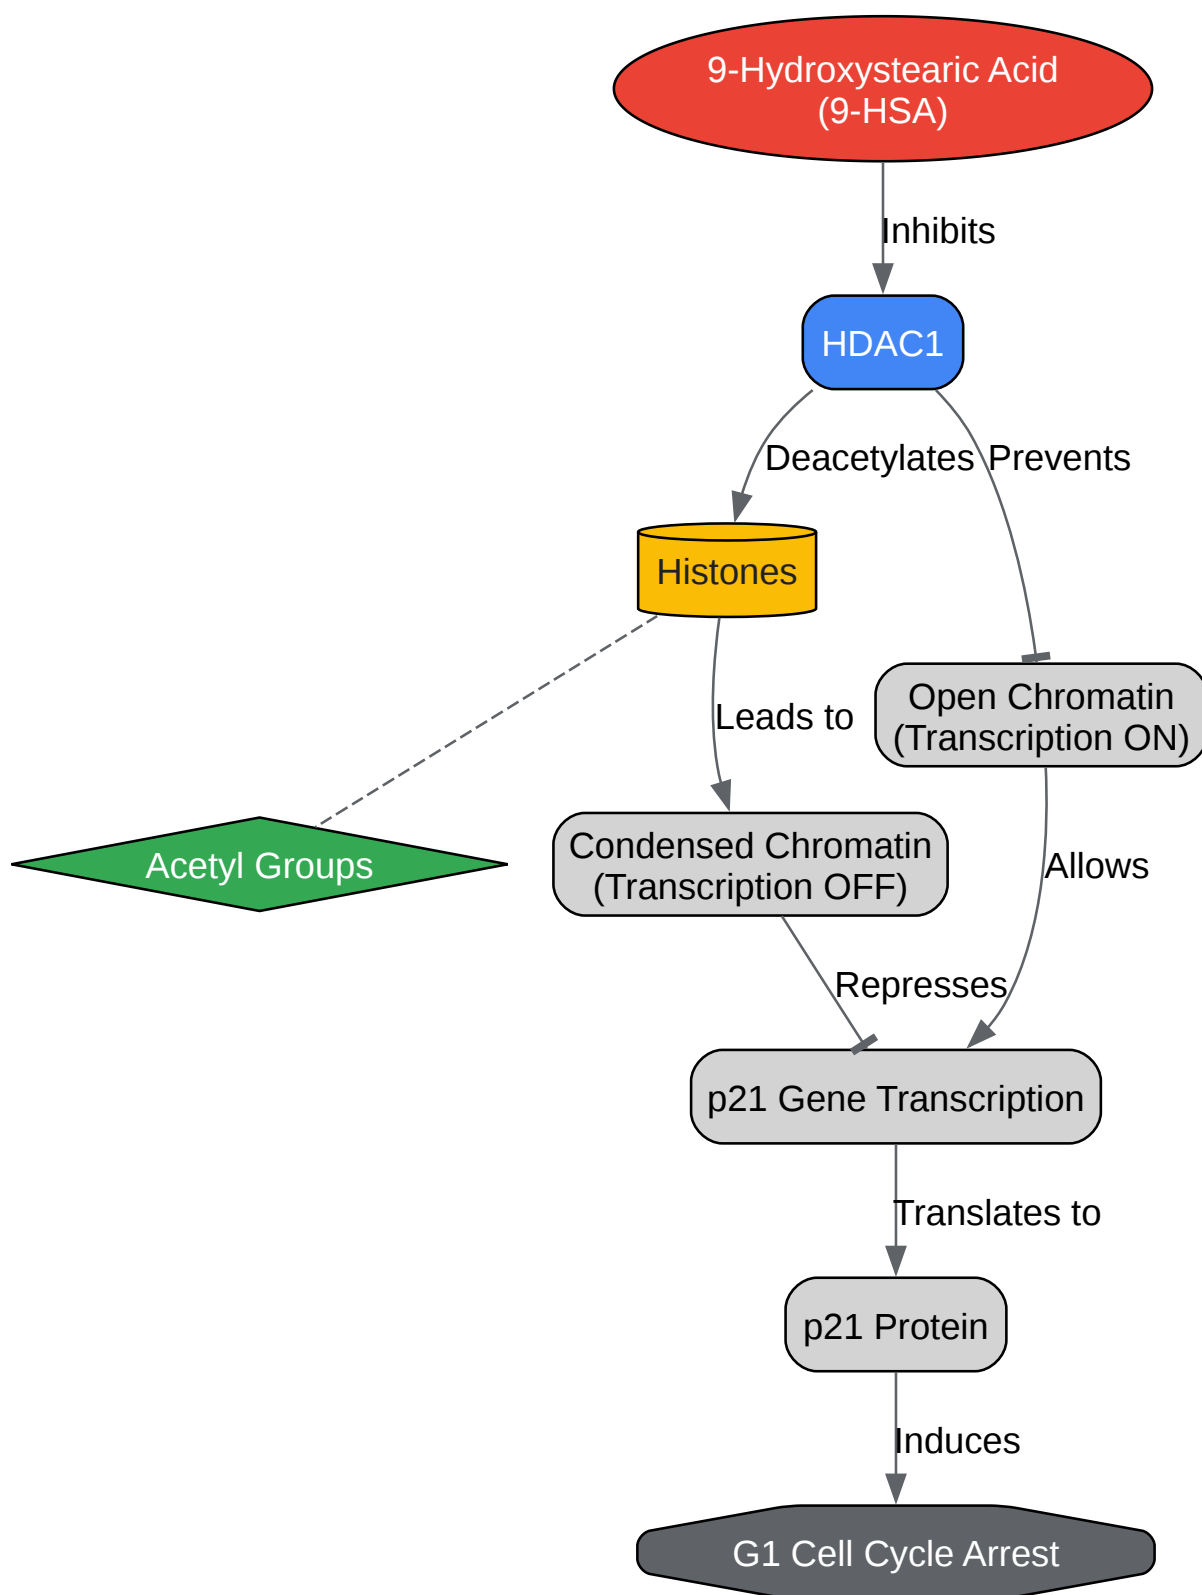 9-Hydroxystearic Acid
(9-HSA)
Inhibits
HDAC1
Deacetylates
Prevents
Histones
Open Chromatin
(Transcription ON)
Leads to
Condensed Chromatin
(Transcription OFF)
Acetyl Groups
Allows
Represses
p21 Gene Transcription
Translates to
p21 Protein
Induces
G1 Cell Cycle Arrest